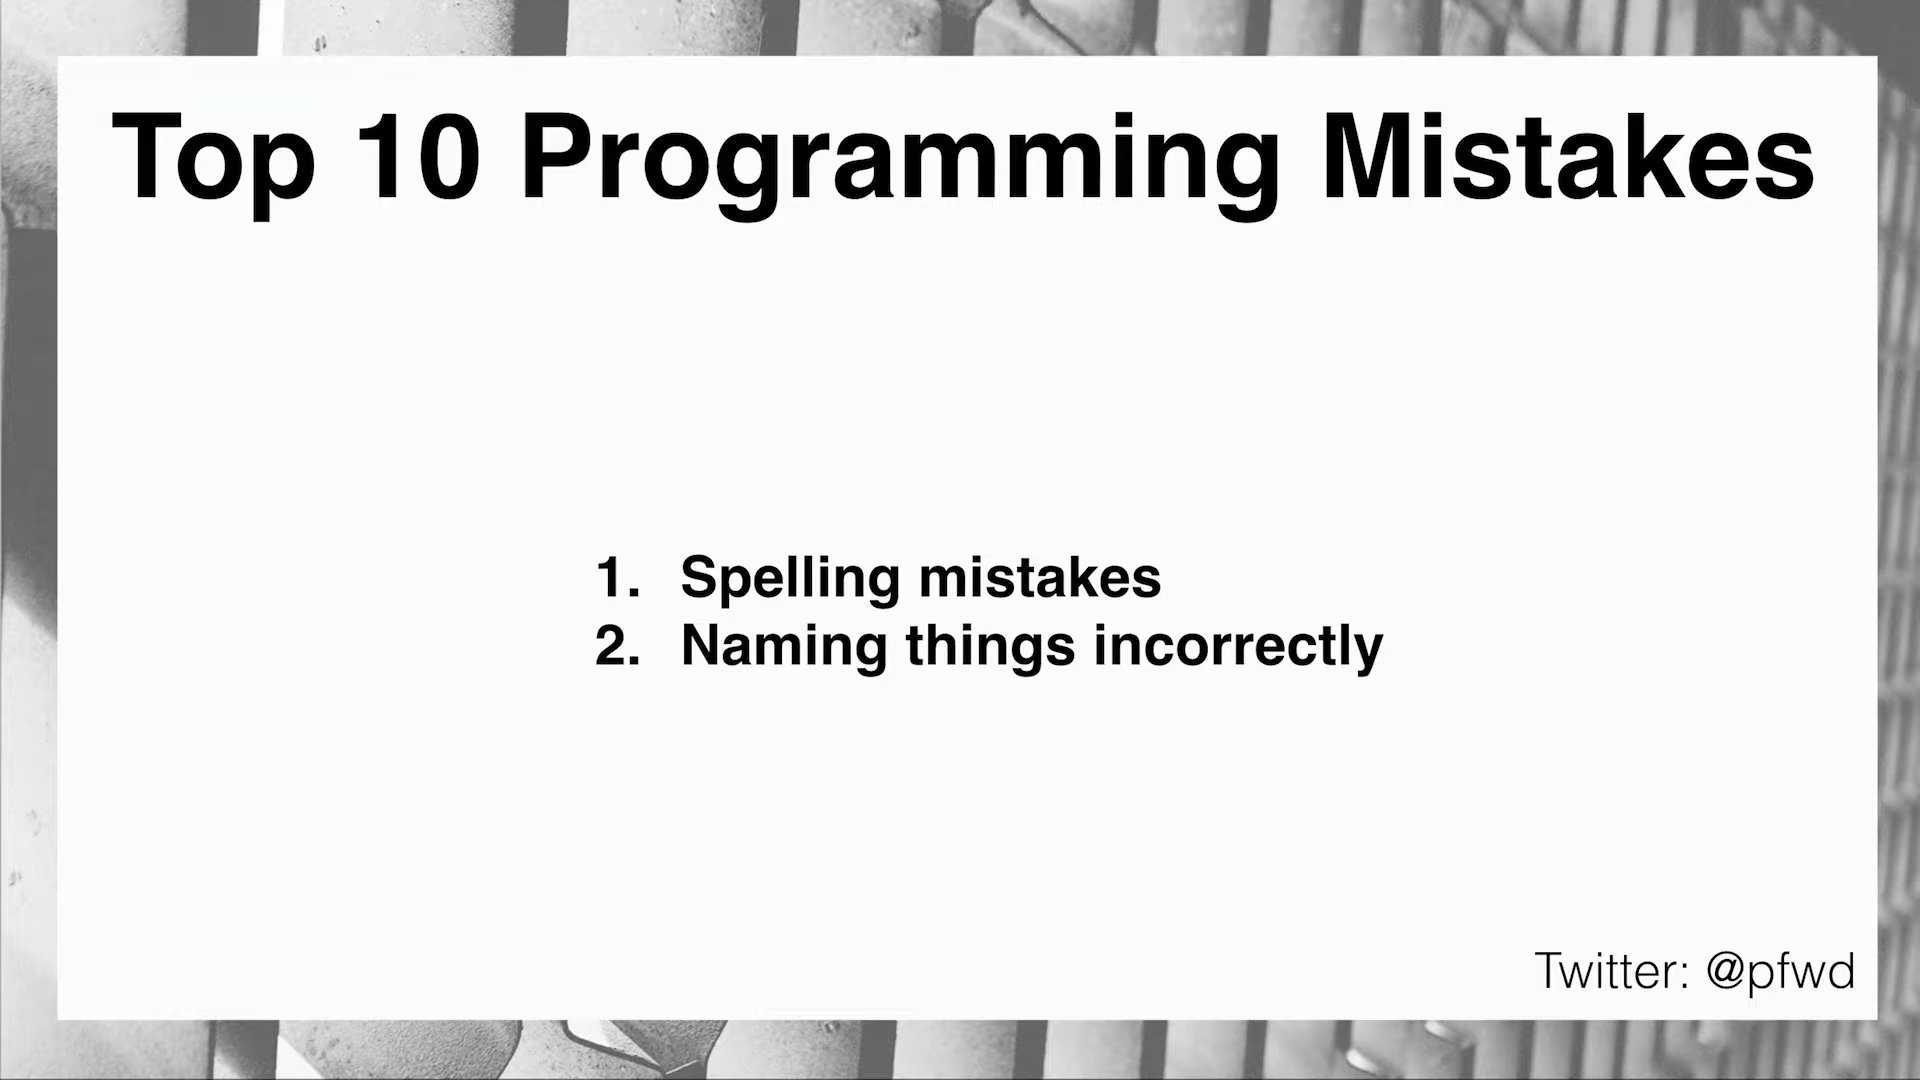 Top 10 Programming Mistakes
1. Spelling mistakes
2. Naming things incorrectly
Twitter: @pfwd